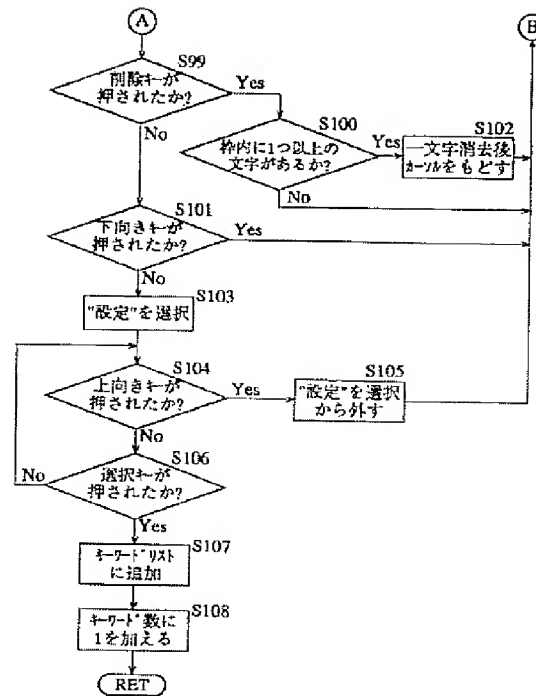 A
B
S99
削除キーが
押されたか?
Yes
No
S100
枠内に1つ以上の
文字があるか?
Yes
No
S102
一文字消去後
カーソルをもどす
S101
下向きキーが
押されたか?
Yes
No
S103
"設定"を選択
S104
上向きキーが
押されたか?
Yes
No
S105
"設定"を選択
から外す
S106
選択キーが
押されたか?
No
Yes
S107
キーワードリスト
に追加
S108
キーワード数に
1を加える
RET